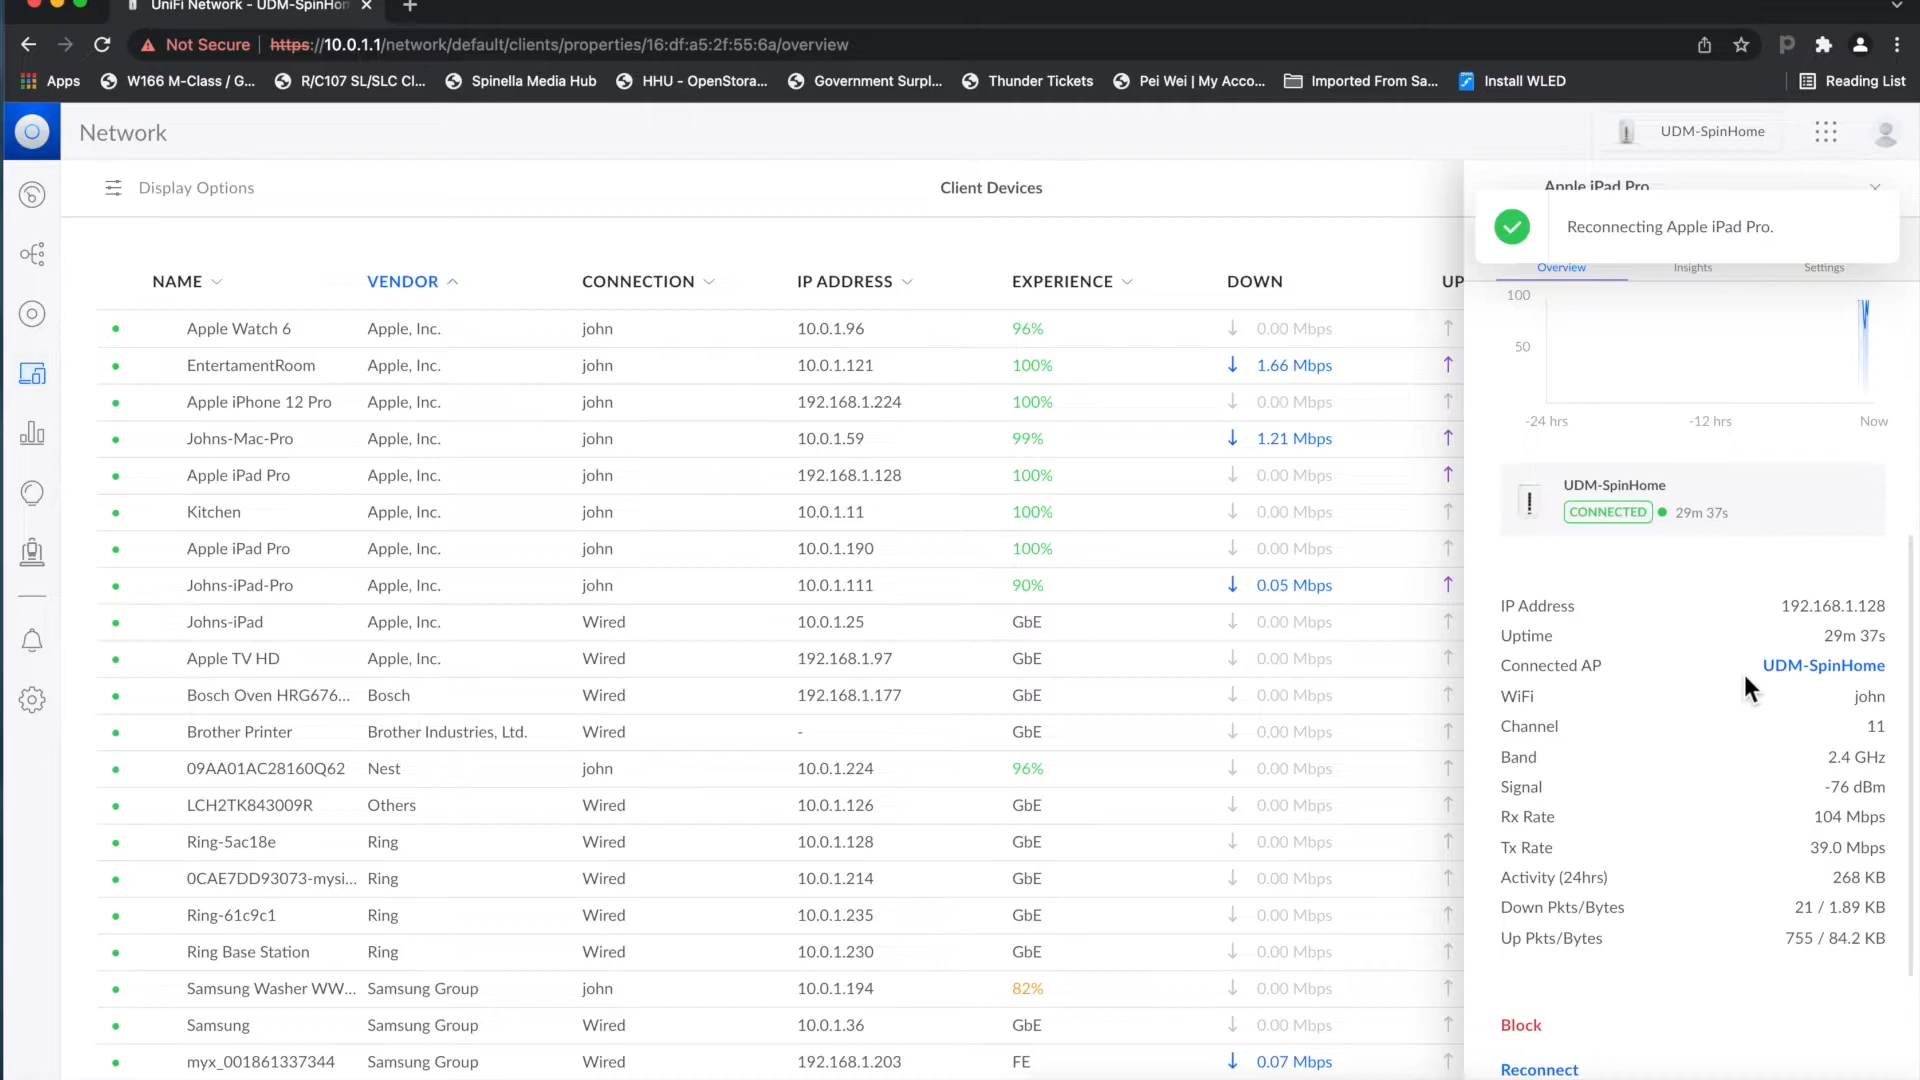 UniFi Network - UDM-SpinHom
Not Secure https://10.0.1.1/network/default/clients/properties/16:df:a5:2f:55:6a/overview
Apps W166 M-Class / G... R/C107 SL/SLC Cl... Spinella Media Hub HHU - OpenStora... Government Surpl... Thunder Tickets Pei Wei | My Acco... Imported From Sa... Install WLED Reading List
Network UDM-SpinHome
Display Options Client Devices
NAME VENDOR CONNECTION IP ADDRESS EXPERIENCE DOWN UP
Apple Watch 6 Apple, Inc. john 10.0.1.96 96% 0.00 Mbps
EntertamentRoom Apple, Inc. john 10.0.1.121 100% 1.66 Mbps
Apple iPhone 12 Pro Apple, Inc. john 192.168.1.224 100% 0.00 Mbps
Johns-Mac-Pro Apple, Inc. john 10.0.1.59 99% 1.21 Mbps
Apple iPad Pro Apple, Inc. john 192.168.1.128 100% 0.00 Mbps
Kitchen Apple, Inc. john 10.0.1.11 100% 0.00 Mbps
Apple iPad Pro Apple, Inc. john 10.0.1.190 100% 0.00 Mbps
Johns-iPad-Pro Apple, Inc. john 10.0.1.111 90% 0.05 Mbps
Johns-iPad Apple, Inc. Wired 10.0.1.25 GbE 0.00 Mbps
Apple TV HD Apple, Inc. Wired 192.168.1.97 GbE 0.00 Mbps
Bosch Oven HRG676... Bosch Wired 192.168.1.177 GbE 0.00 Mbps
Brother Printer Brother Industries, Ltd. Wired - GbE 0.00 Mbps
09AA01AC28160Q62 Nest john 10.0.1.224 96% 0.00 Mbps
LCH2TK843009R Others Wired 10.0.1.126 GbE 0.00 Mbps
Ring-5ac18e Ring Wired 10.0.1.128 GbE 0.00 Mbps
0CAE7DD93073-mysi... Ring Wired 10.0.1.214 GbE 0.00 Mbps
Ring-61c9c1 Ring Wired 10.0.1.235 GbE 0.00 Mbps
Ring Base Station Ring Wired 10.0.1.230 GbE 0.00 Mbps
Samsung Washer WW... Samsung Group john 10.0.1.194 82% 0.00 Mbps
Samsung Samsung Group Wired 10.0.1.36 GbE 0.00 Mbps
myx_001861337344 Samsung Group Wired 192.168.1.203 FE 0.07 Mbps
Apple iPad Pro
Reconnecting Apple iPad Pro.
Overview Insights Settings
100
50
-24 hrs -12 hrs Now
UDM-SpinHome
CONNECTED 29m 37s
IP Address 192.168.1.128
Uptime 29m 37s
Connected AP UDM-SpinHome
WiFi john
Channel 11
Band 2.4 GHz
Signal -76 dBm
Rx Rate 104 Mbps
Tx Rate 39.0 Mbps
Activity (24hrs) 268 KB
Down Pkts/Bytes 21 / 1.89 KB
Up Pkts/Bytes 755 / 84.2 KB
Block
Reconnect